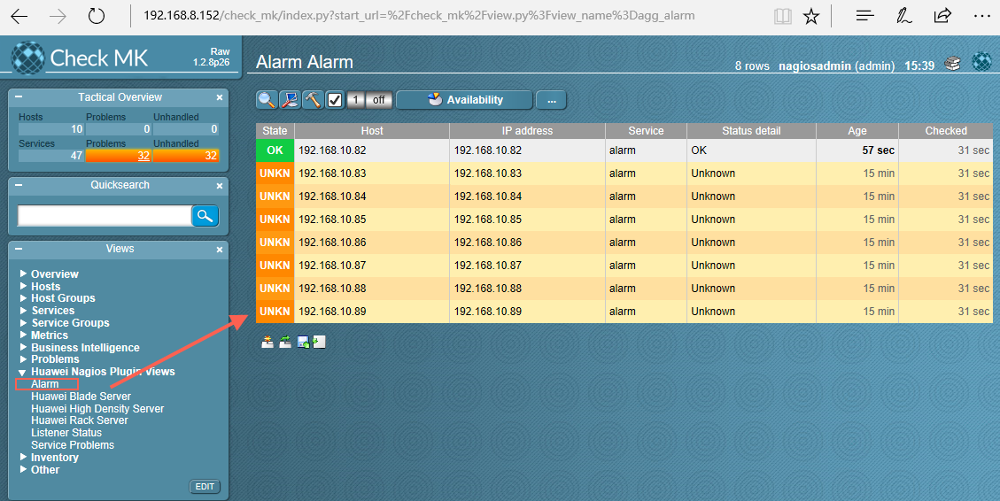 192.168.8.152/check_mk/index.py?start_url=%2Fcheck_mk%2Fview.py%3Fview_name%3Dagg_alarm
Check MK
Raw
1.2.8p26
Alarm Alarm
8 rows nagiosadmin (admin) 15:39
Tactical Overview
Hosts Problems Unhandled
10 0 0
Services Problems Unhandled
47 32 32
Quicksearch
Views
Overview
Hosts
Host Groups
Services
Service Groups
Metrics
Business Intelligence
Problems
Huawei Nagios Plugin Views
Alarm
Huawei Blade Server
Huawei High Density Server
Huawei Rack Server
Listener Status
Service Problems
Inventory
Other
EDIT
1 off Availability ...
State Host IP address Service Status detail Age Checked
OK 192.168.10.82 192.168.10.82 alarm OK 57 sec 31 sec
UNKN 192.168.10.83 192.168.10.83 alarm Unknown 15 min 31 sec
UNKN 192.168.10.84 192.168.10.84 alarm Unknown 15 min 31 sec
UNKN 192.168.10.85 192.168.10.85 alarm Unknown 15 min 31 sec
UNKN 192.168.10.86 192.168.10.86 alarm Unknown 15 min 31 sec
UNKN 192.168.10.87 192.168.10.87 alarm Unknown 15 min 31 sec
UNKN 192.168.10.88 192.168.10.88 alarm Unknown 15 min 31 sec
UNKN 192.168.10.89 192.168.10.89 alarm Unknown 15 min 31 sec